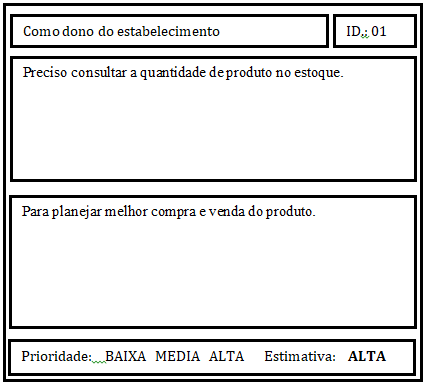 Como dono do estabelecimento
ID.: 01
Preciso consultar a quantidade de produto no estoque.
Para planejar melhor compra e venda do produto.
Prioridade: BAIXA MEDIA ALTA Estimativa: ALTA